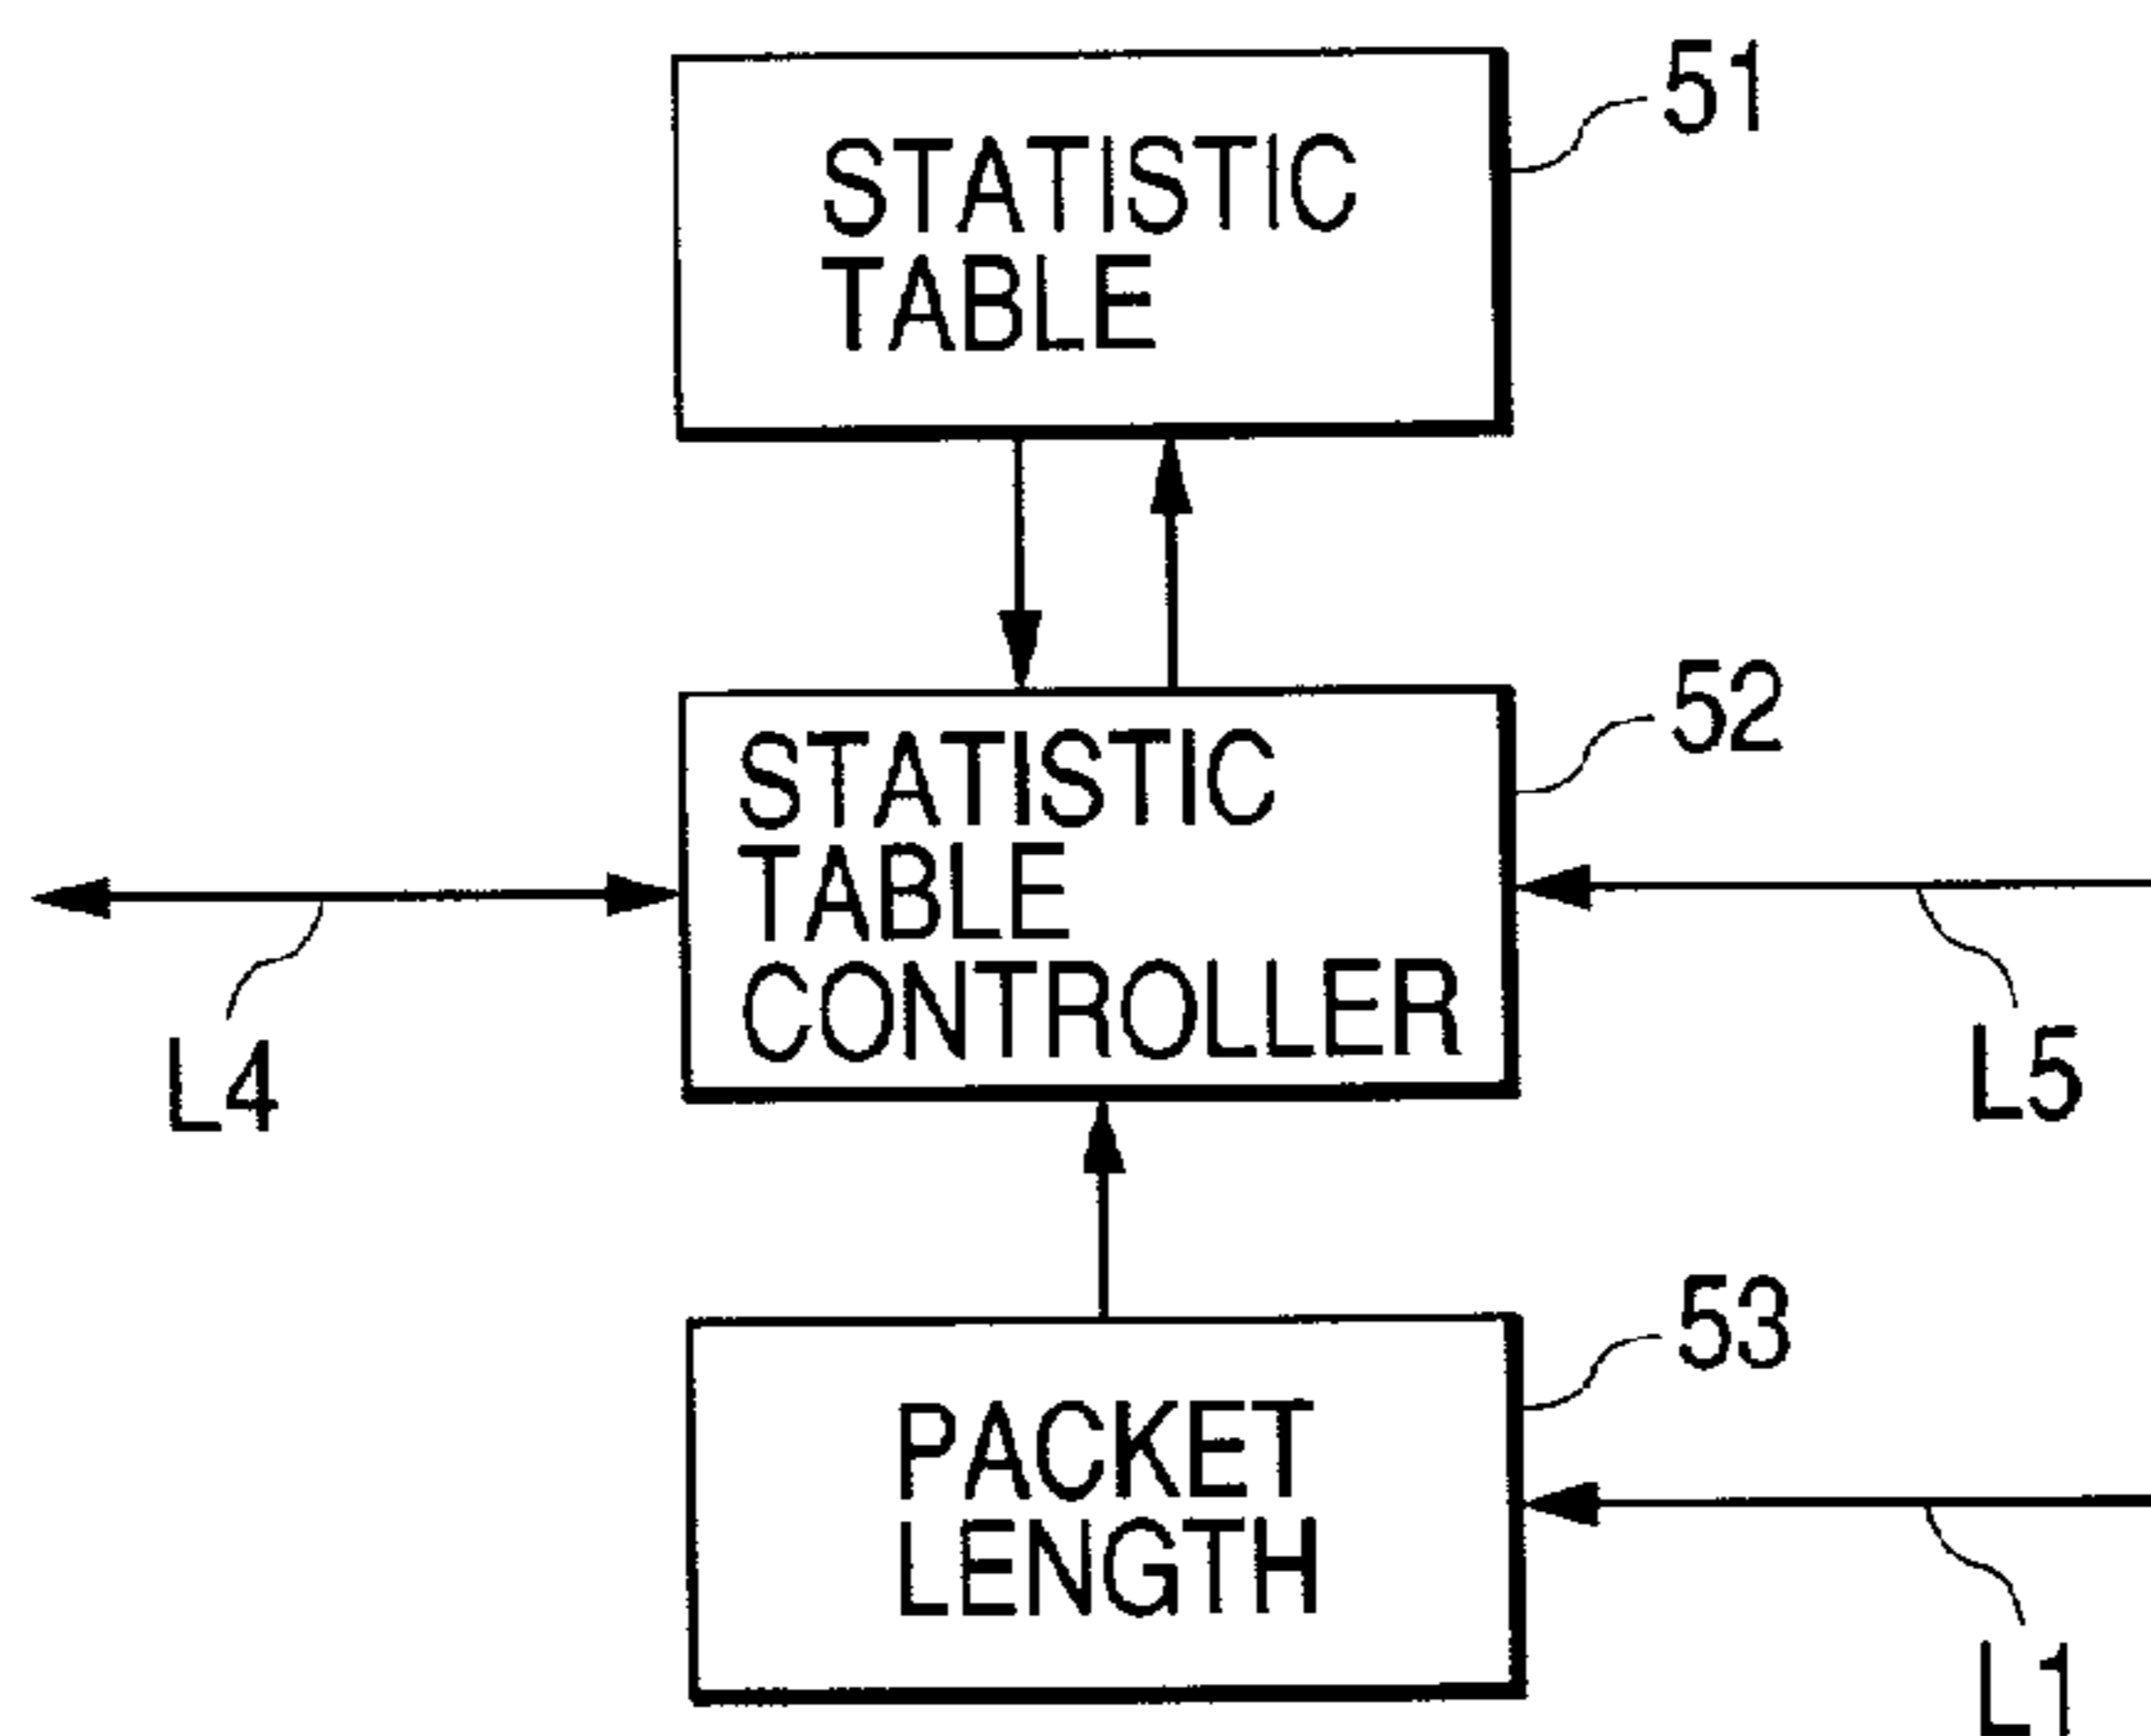 51
STATISTIC
TABLE
52
STATISTIC
TABLE
CONTROLLER
L4
L5
53
PACKET
LENGTH
L1